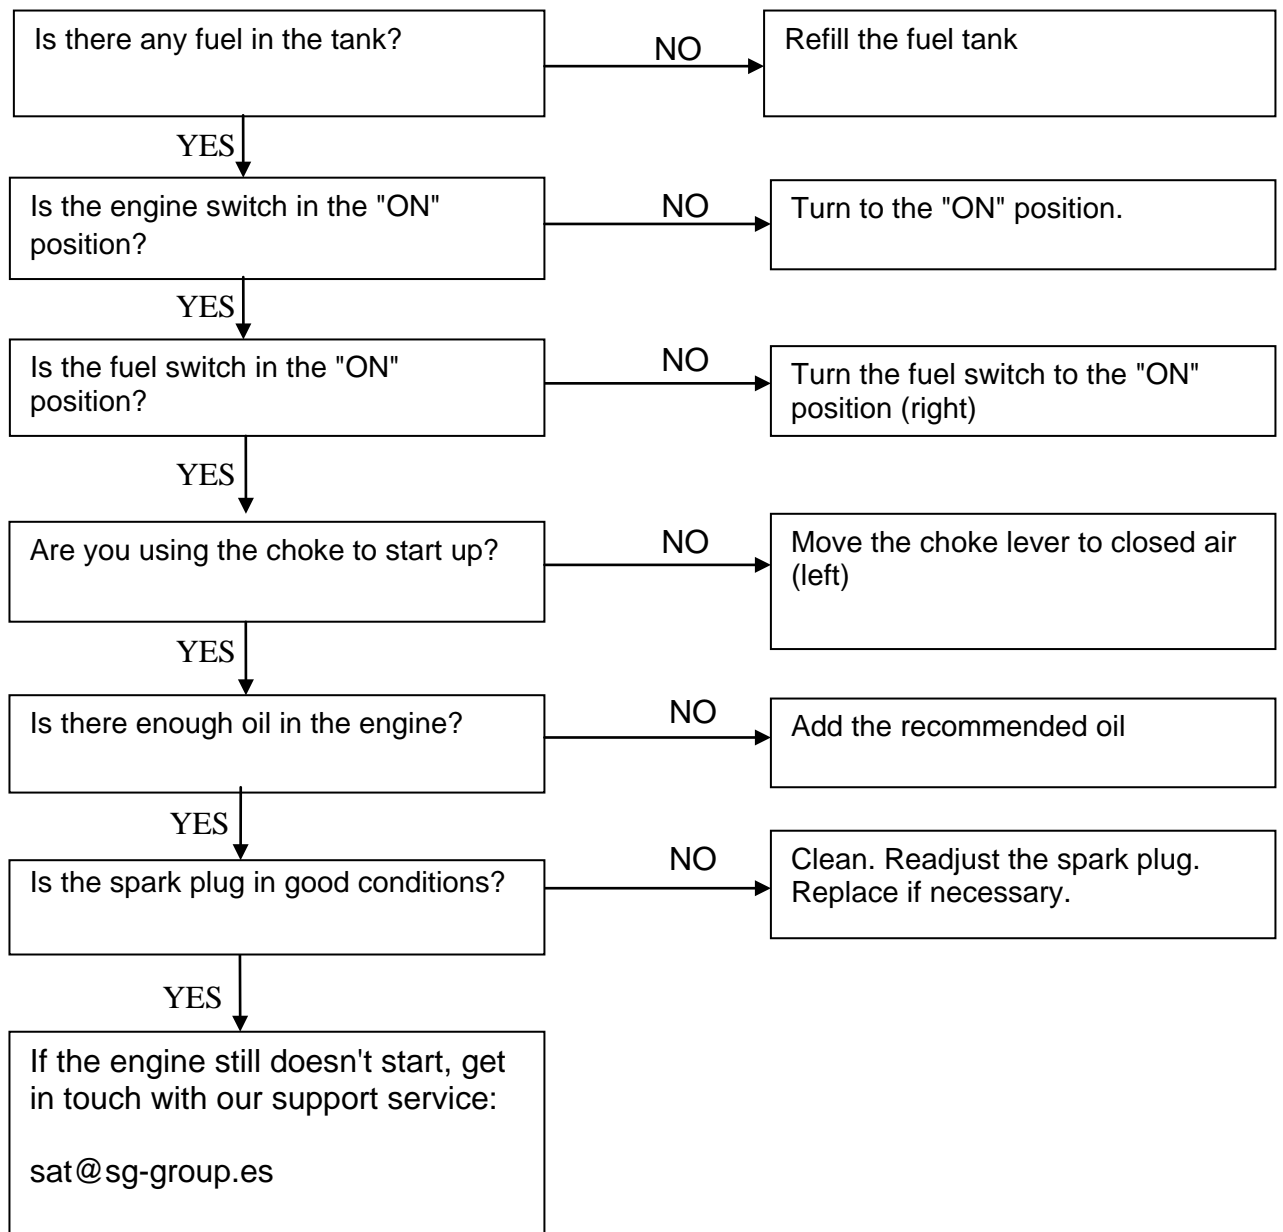 Is there any fuel in the tank?
NO
Refill the fuel tank
YES
Is the engine switch in the "ON"
position?
NO
Turn to the "ON" position.
YES
Is the fuel switch in the "ON"
position?
NO
Turn the fuel switch to the "ON"
position (right)
YES
Are you using the choke to start up?
NO
Move the choke lever to closed air
(left)
YES
Is there enough oil in the engine?
NO
Add the recommended oil
YES
Is the spark plug in good conditions?
NO
Clean. Readjust the spark plug.
Replace if necessary.
YES
If the engine still doesn't start, get
in touch with our support service:
sat@sg-group.es